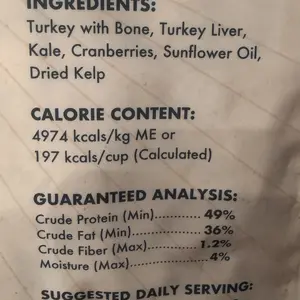 INGREDIENTS:
Turkey with Bone, Turkey Liver,
Kale, Cranberries, Sunflower Oil,
Dried Kelp
CALORIE CONTENT:
4974 kcals/kg ME or
197 kcals/cup (Calculated)
GUARANTEED ANALYSIS:
Crude Protein (Min)............ 49%
Crude Fat (Min)................... 36%
Crude Fiber (Max)............... 1.2%
Moisture (Max)..................... 4%
SUGGESTED DAILY SERVING: